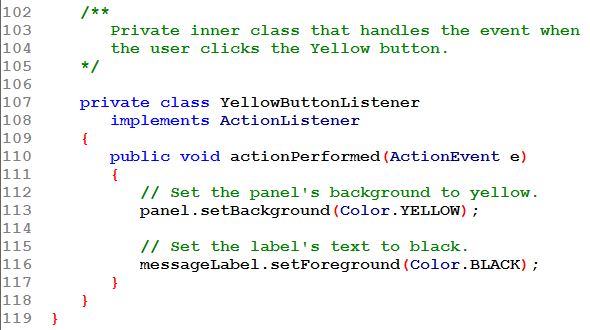 102 /**
103 Private inner class that handles the event when
104 the user clicks the Yellow button.
105 */
106
107 private class YellowButtonListener
108 implements ActionListener
109 {
110 public void actionPerformed(ActionEvent e)
111 {
112 // Set the panel's background to yellow.
113 panel.setBackground(Color.YELLOW);
114
115 // Set the label's text to black.
116 messageLabel.setForeground(Color.BLACK);
117 }
118 }
119 }